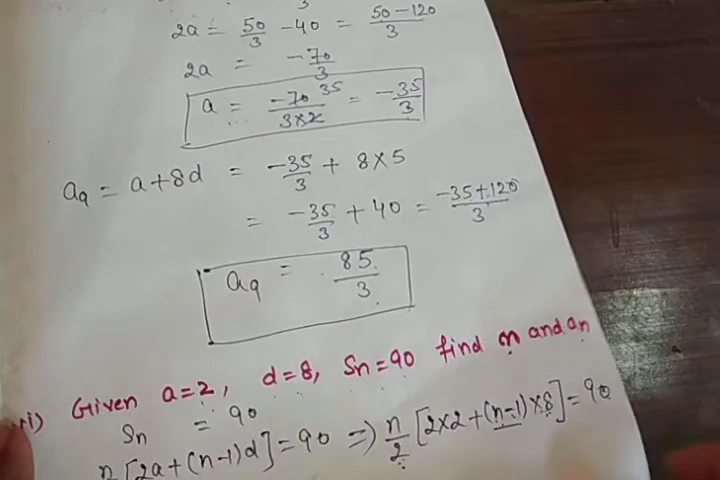 2a = 50/3 - 40 = (50-120)/3
2a = -70/3
a = -70 35/3×2 = -35/3
a9 = a+8d = -35/3 + 8×5
= -35/3 + 40 = (-35+120)/3
a9 = 85/3
vi) Given a=2, d=8, Sn=90 find n and an
Sn = 90
n [2a+(n-1)d]=90 => n/2 [2×2+(n-1)×8]=90